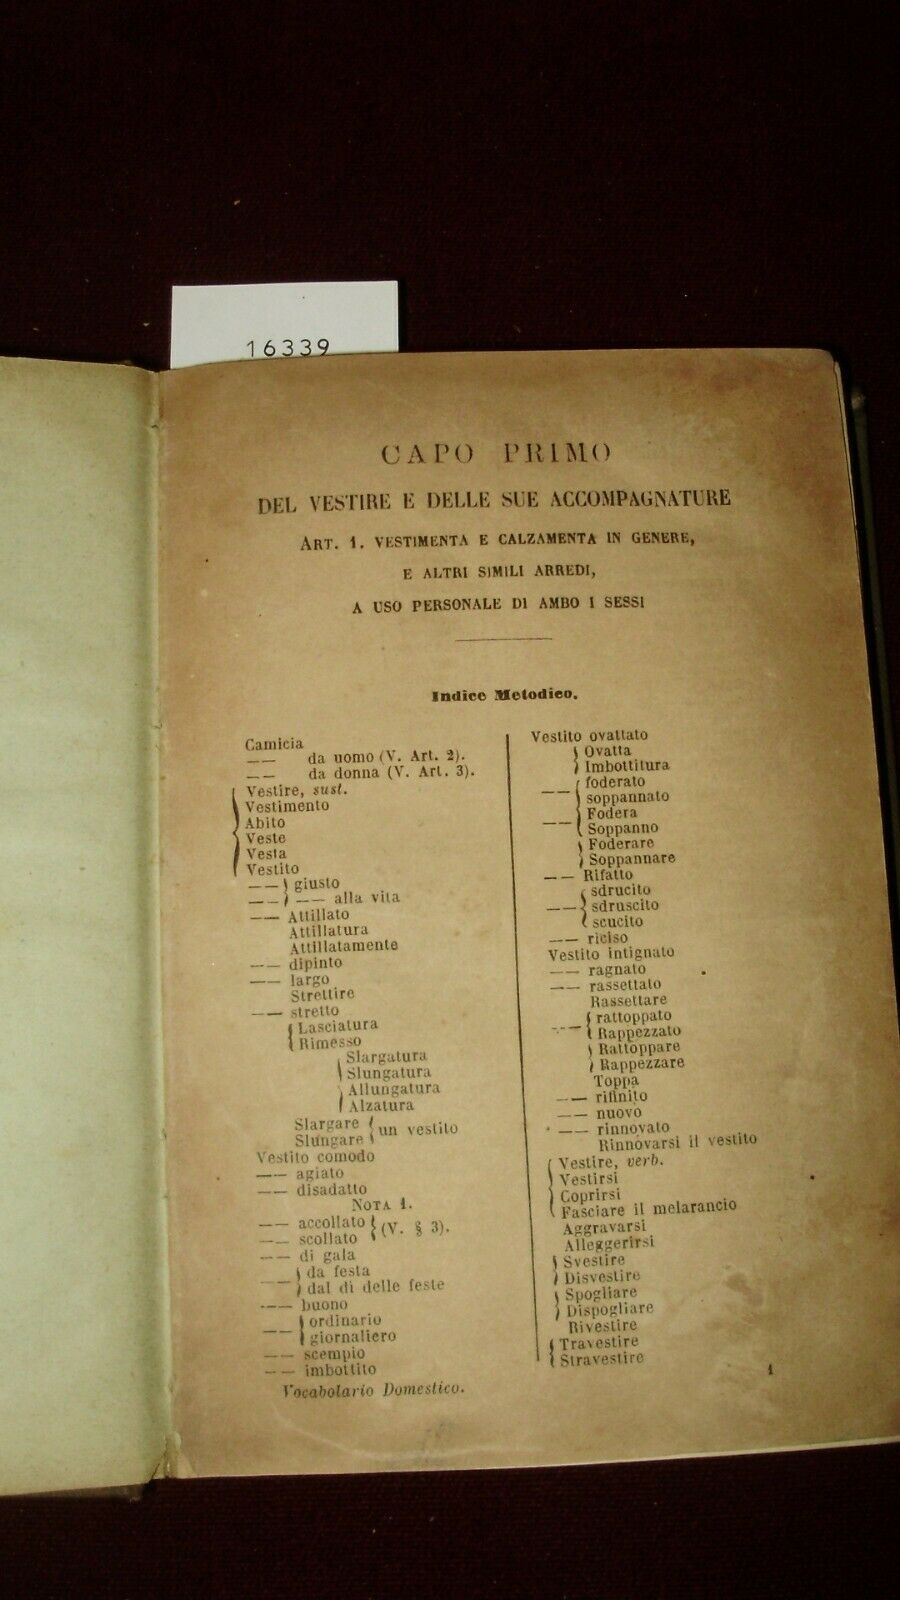 16339
CAPO PRIMO
DEL VESTIRE E DELLE SUE ACCOMPAGNATURE
ART. 1. VESTIMENTA E CALZAMENTA IN GENERE,
E ALTRI SIMILI ARREDI,
A USO PERSONALE DI AMBO I SESSI
Indice Metodico.
Camicia
—— da uomo (V. Art. 2).
—— da donna (V. Art. 3).
Vestire, sust.
Vestimento
Abito
Veste
Vesta
Vestito
—— giusto
—— —— alla vita
—— Attillato
Attillatura
Attillatamente
—— dipinto
—— largo
Strettire
—— stretto
Lasciatura
Rimesso
Slargatura
Slungatura
Allungatura
Alzatura
Slargare
Slungare } un vestito
Vestito comodo
—— agiato
—— disadatto
NOTA 1.
—— accollato
—— scollato } (V. § 3).
—— di gala
—— { da festa
dal dì delle feste
—— buono
—— { ordinario
giornaliero
—— scempio
—— imbottito
Vocabolario Domestico.
Vestito ovattato
Ovatta
Imbottitura
—— { foderato
soppannato
—— Fodera
Soppanno
Foderare
Soppannare
—— Rifatto
sdrucito
—— { sdruscito
scucito
—— riciso
Vestito intignato
—— ragnato
—— rassettato
Rassettare
—— { rattoppato
Rappezzato
Rattoppare
Rappezzare
Toppa
—— rifinito
—— nuovo
—— rinnovato
Rinnovarsi il vestito
Vestire, verb.
Vestirsi
Coprirsi
Fasciare il melarancio
Aggravarsi
Alleggerirsi
Svestire
Disvestire
Spogliare
Dispogliare
Rivestire
Travestire
Stravestire
1